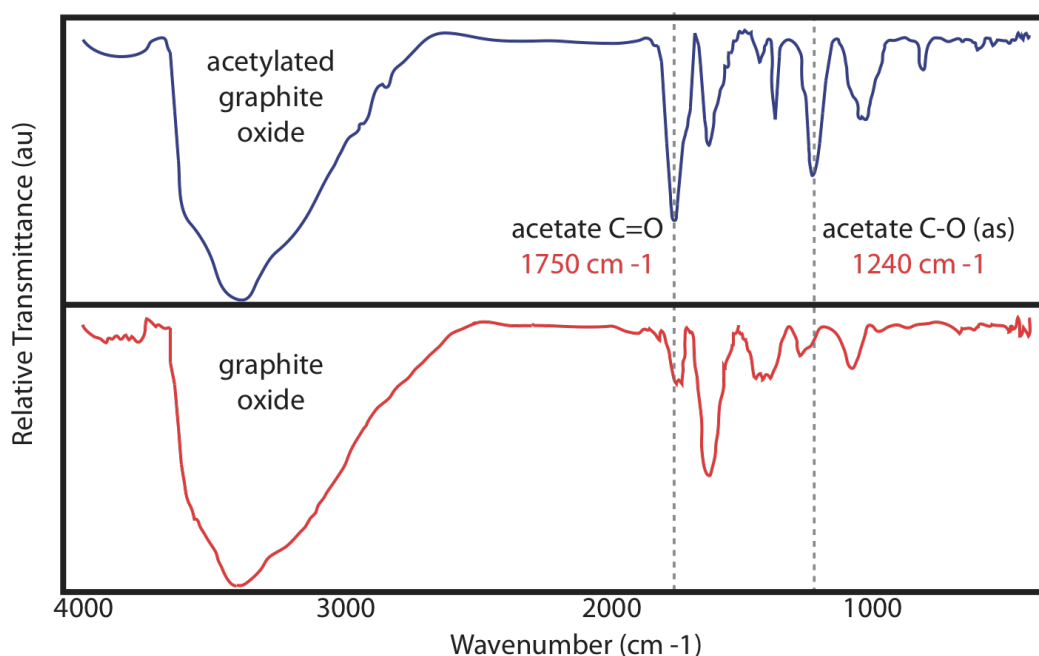 Relative Transmittance (au)
acetylated
graphite
oxide
acetate C=O
1750 cm -1
acetate C-O (as)
1240 cm -1
graphite
oxide
4000
3000
2000
1000
Wavenumber (cm -1)